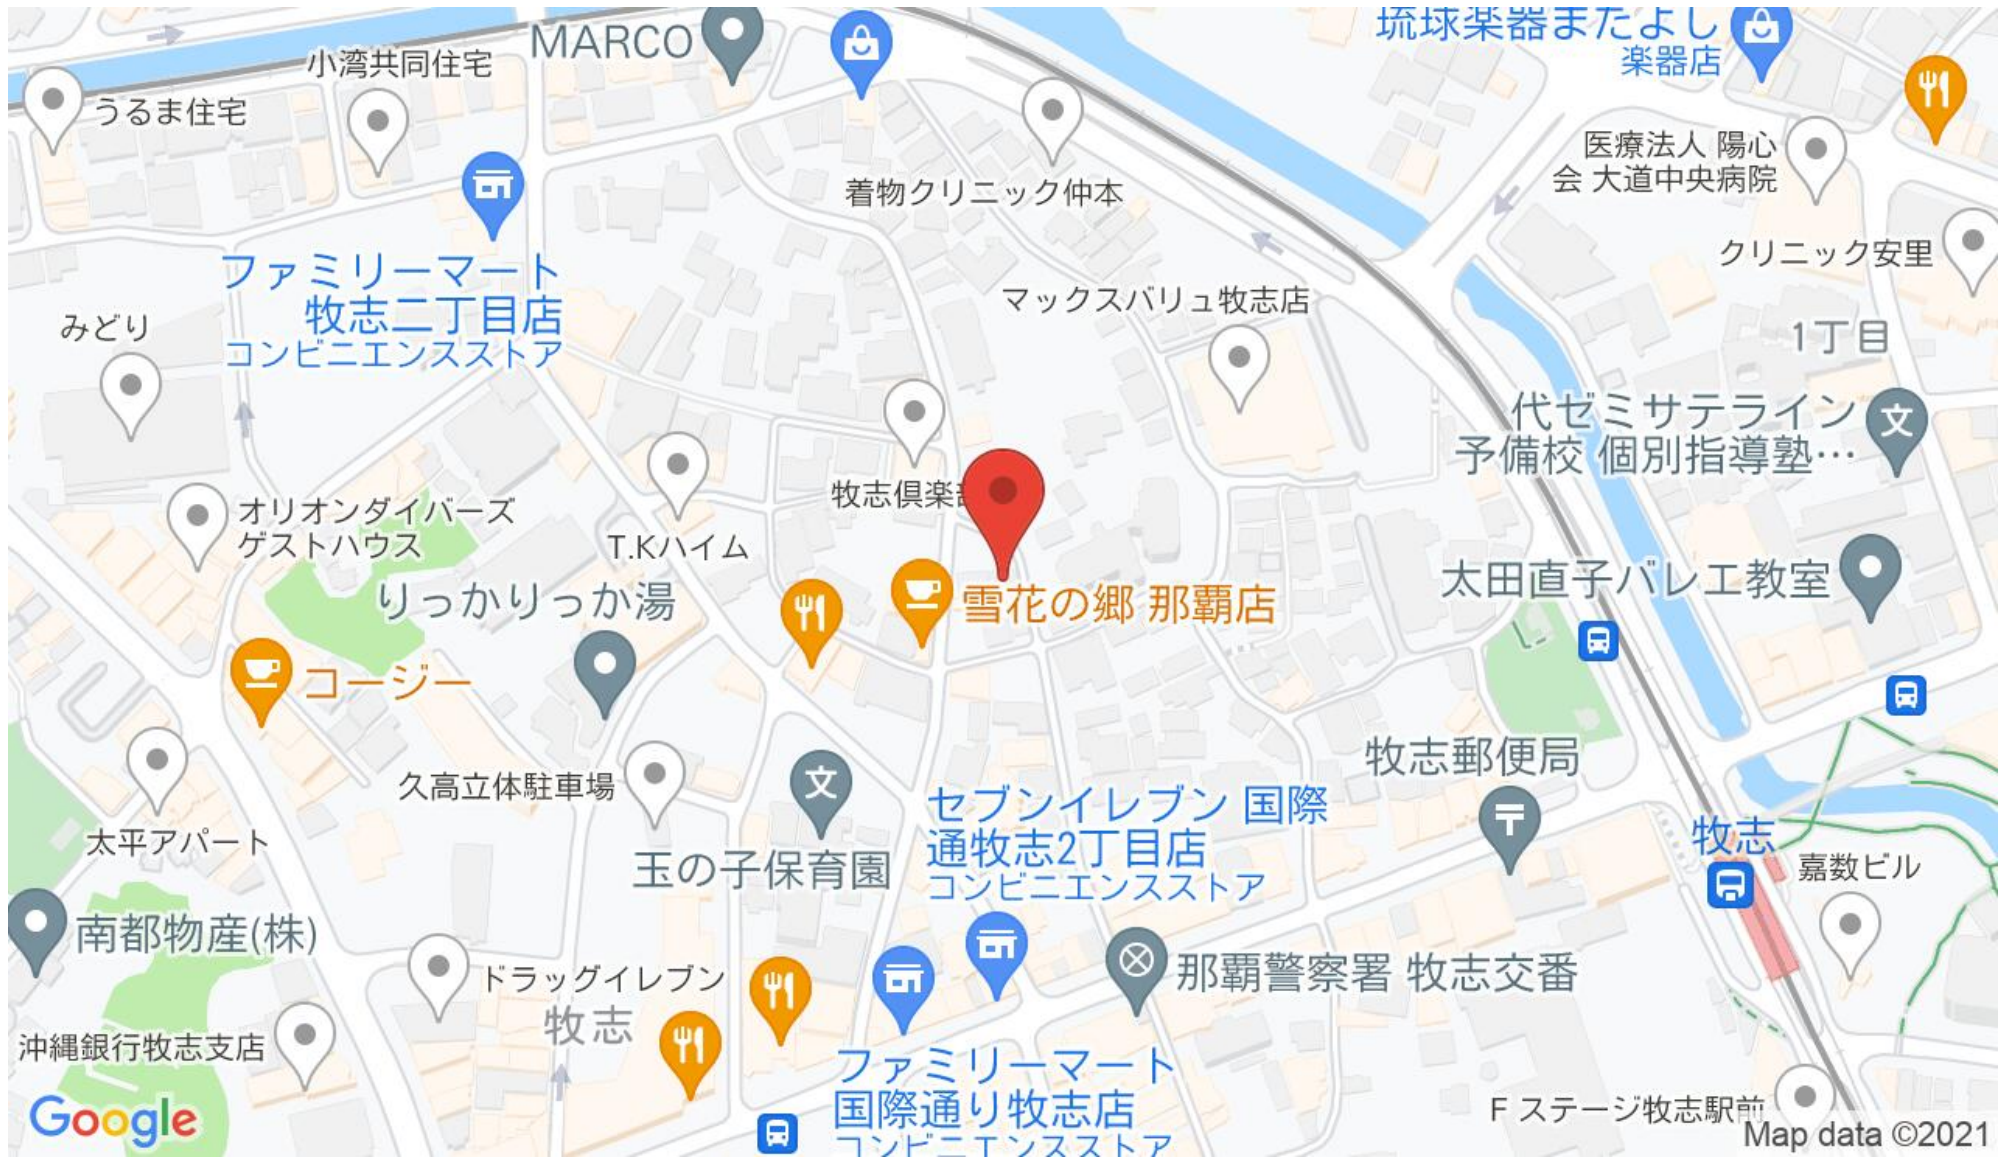 MARCO
琉球楽器またよし
楽器店
小湾共同住宅
うるま住宅
医療法人 陽心
会 大道中央病院
着物クリニック仲本
クリニック安里
ファミリーマート
牧志二丁目店
コンビニエンスストア
マックスバリュ牧志店
みどり
1丁目
代ゼミサテライン
予備校 個別指導塾…
牧志倶楽
オリオンダイバーズ
ゲストハウス
T.Kハイム
りっかりっか湯
雪花の郷 那覇店
太田直子バレエ教室
コージー
牧志郵便局
久高立体駐車場
セブンイレブン 国際
通牧志2丁目店
コンビニエンスストア
太平アパート
玉の子保育園
牧志
嘉数ビル
南都物産(株)
ドラッグイレブン
那覇警察署 牧志交番
牧志
沖縄銀行牧志支店
ファミリーマート
国際通り牧志店
コンビニエンスストア
F ステージ牧志駅前
Google
Map data ©2021